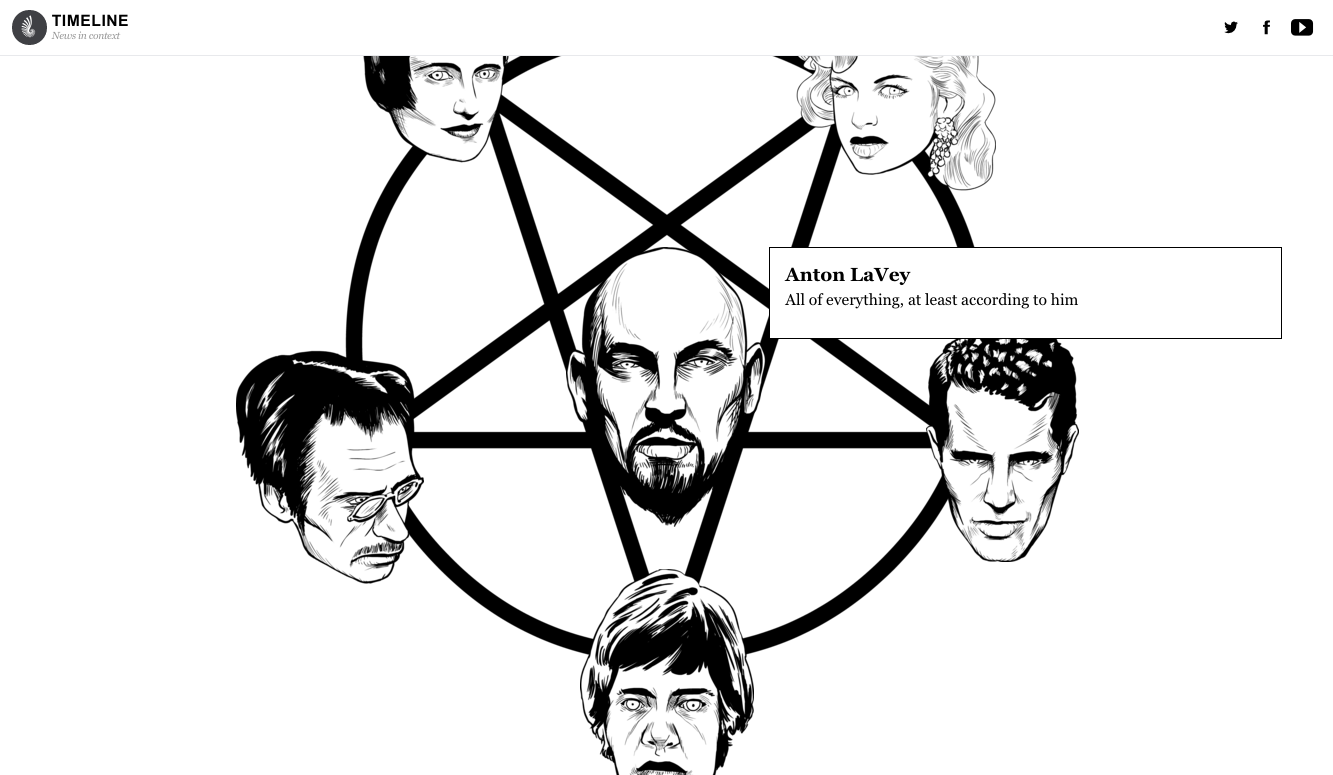 TIMELINE
News in context
Anton LaVey
All of everything, at least according to him